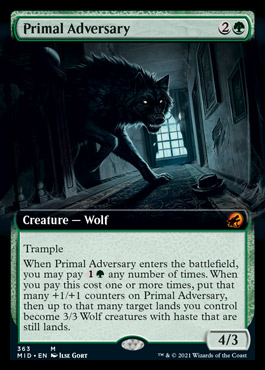 Primal Adversary 2
Creature — Wolf
Trample
When Primal Adversary enters the battlefield,
you may pay 1 any number of times. When
you pay this cost one or more times, put that
many +1/+1 counters on Primal Adversary,
then up to that many target lands you control
become 3/3 Wolf creatures with haste that are
still lands.
4/3
363 M
MID • EN ILSE GORT
™ & © 2021 Wizards of the Coast